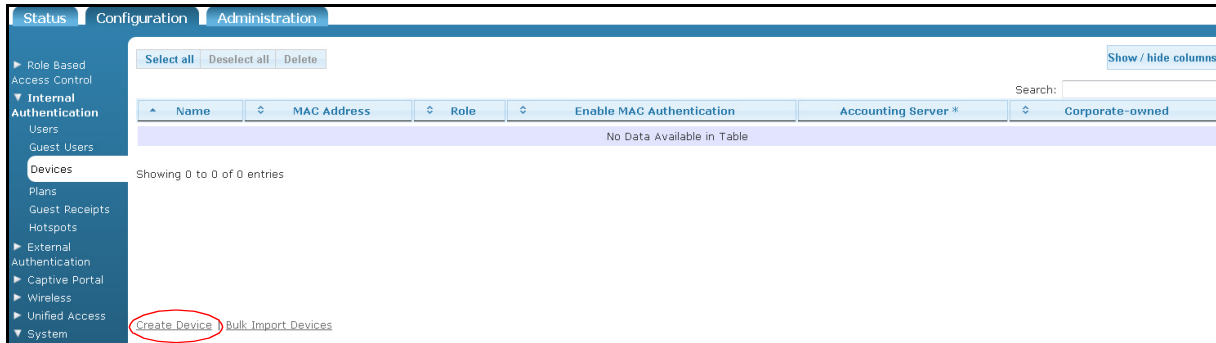 Status Configuration Administration
Role Based
Access Control
Internal
Authentication
Users
Guest Users
Devices
Plans
Guest Receipts
Hotspots
External
Authentication
Captive Portal
Wireless
Unified Access
System
Select all Deselect all Delete
Show / hide columns
Search:
Name MAC Address Role Enable MAC Authentication Accounting Server * Corporate-owned
No Data Available in Table
Showing 0 to 0 of 0 entries
Create Device | Bulk Import Devices